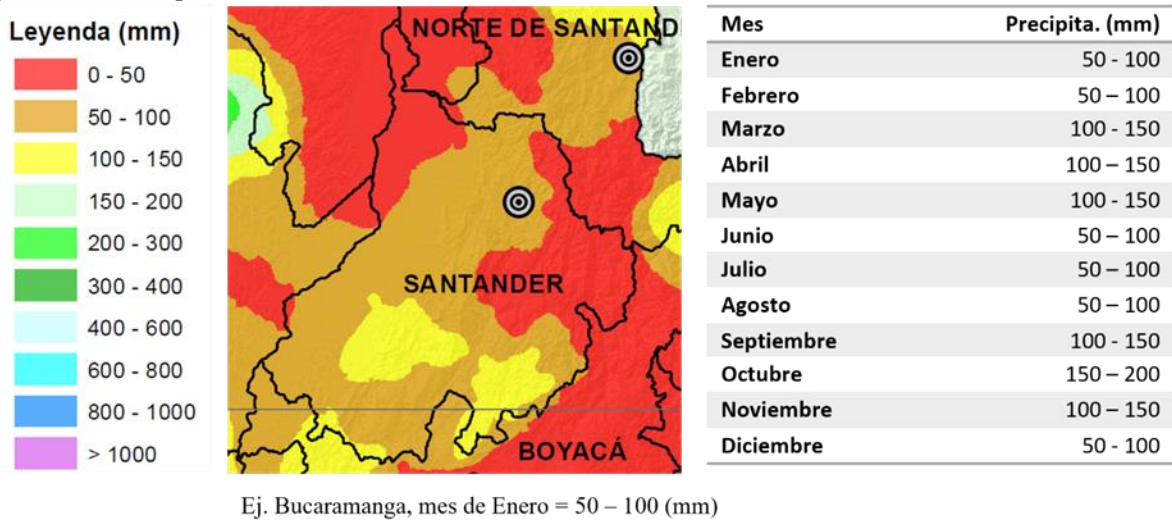 Leyenda (mm)
0 - 50
50 - 100
100 - 150
150 - 200
200 - 300
300 - 400
400 - 600
600 - 800
800 - 1000
> 1000
NORTE DE SANTAND
SANTANDER
BOYACÁ
Mes Precipita. (mm)
Enero 50 - 100
Febrero 50 – 100
Marzo 100 - 150
Abril 100 – 150
Mayo 100 - 150
Junio 50 – 100
Julio 50 – 100
Agosto 50 – 100
Septiembre 100 - 150
Octubre 150 – 200
Noviembre 100 – 150
Diciembre 50 - 100
Ej. Bucaramanga, mes de Enero = 50 – 100 (mm)